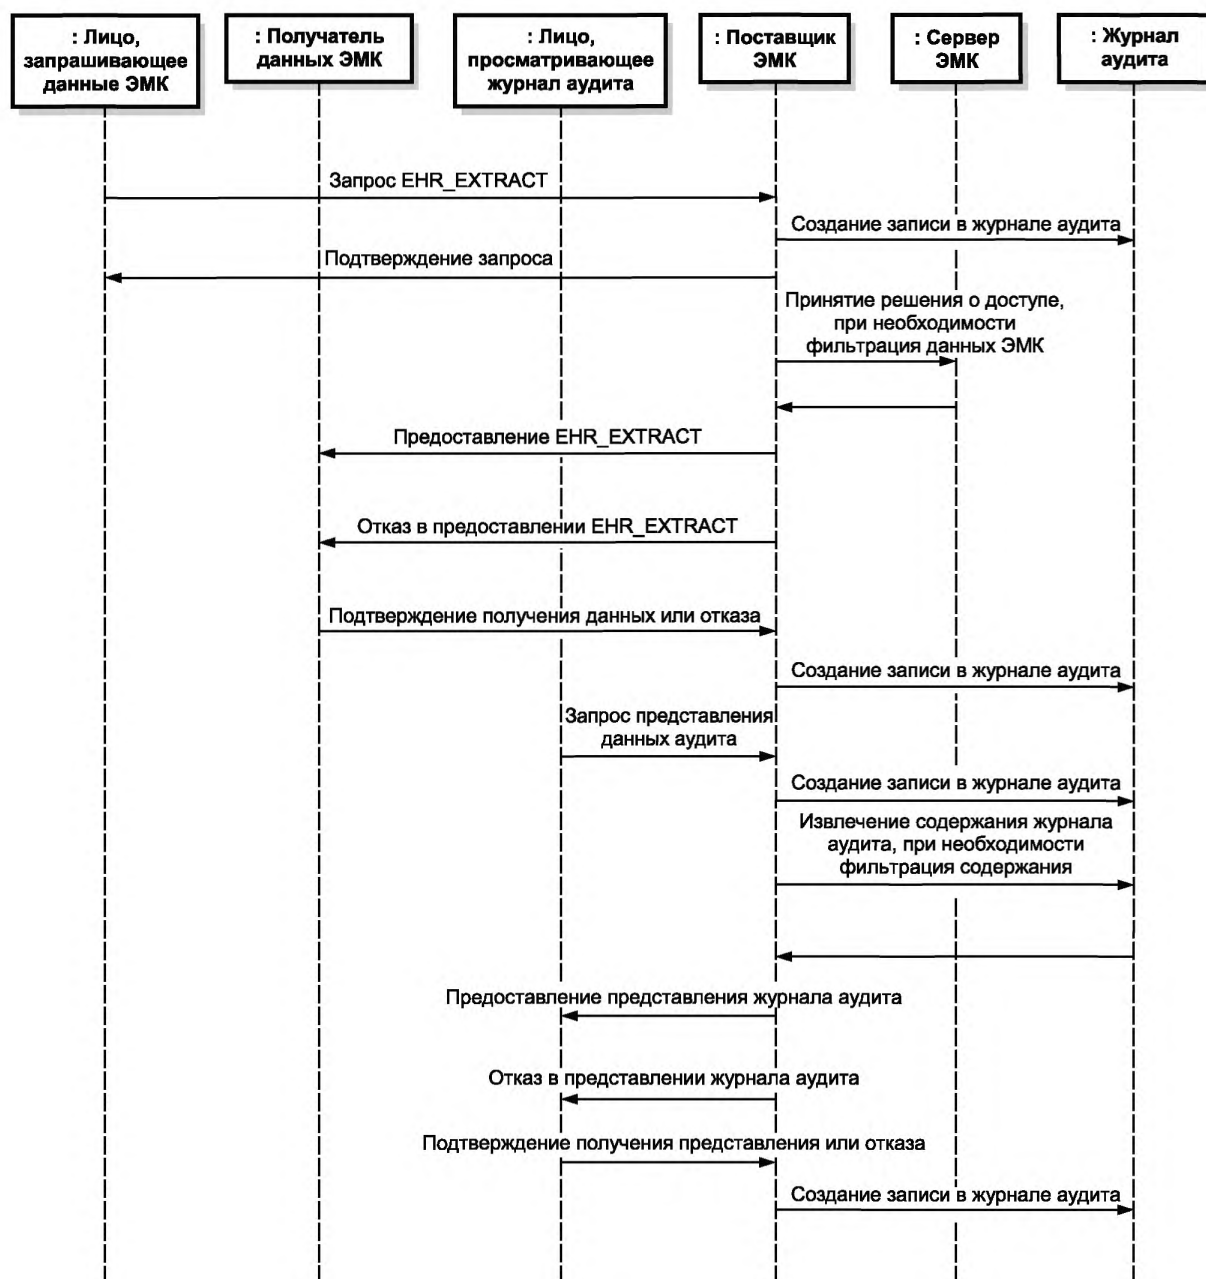 : Лицо,
запрашивающее
данные ЭМК
: Получатель
данных ЭМК
: Лицо,
просматривающее
журнал аудита
: Поставщик
ЭМК
: Сервер
ЭМК
: Журнал
аудита
Запрос EHR_EXTRACT
Создание записи в журнале аудита
Подтверждение запроса
Принятие решения о доступе,
при необходимости
фильтрация данных ЭМК
Предоставление EHR_EXTRACT
Отказ в предоставлении EHR_EXTRACT
Подтверждение получения данных или отказа
Создание записи в журнале аудита
Запрос представления
данных аудита
Создание записи в журнале аудита
Извлечение содержания журнала
аудита, при необходимости
фильтрация содержания
Предоставление представления журнала аудита
Отказ в представлении журнала аудита
Подтверждение получения представления или отказа
Создание записи в журнале аудита